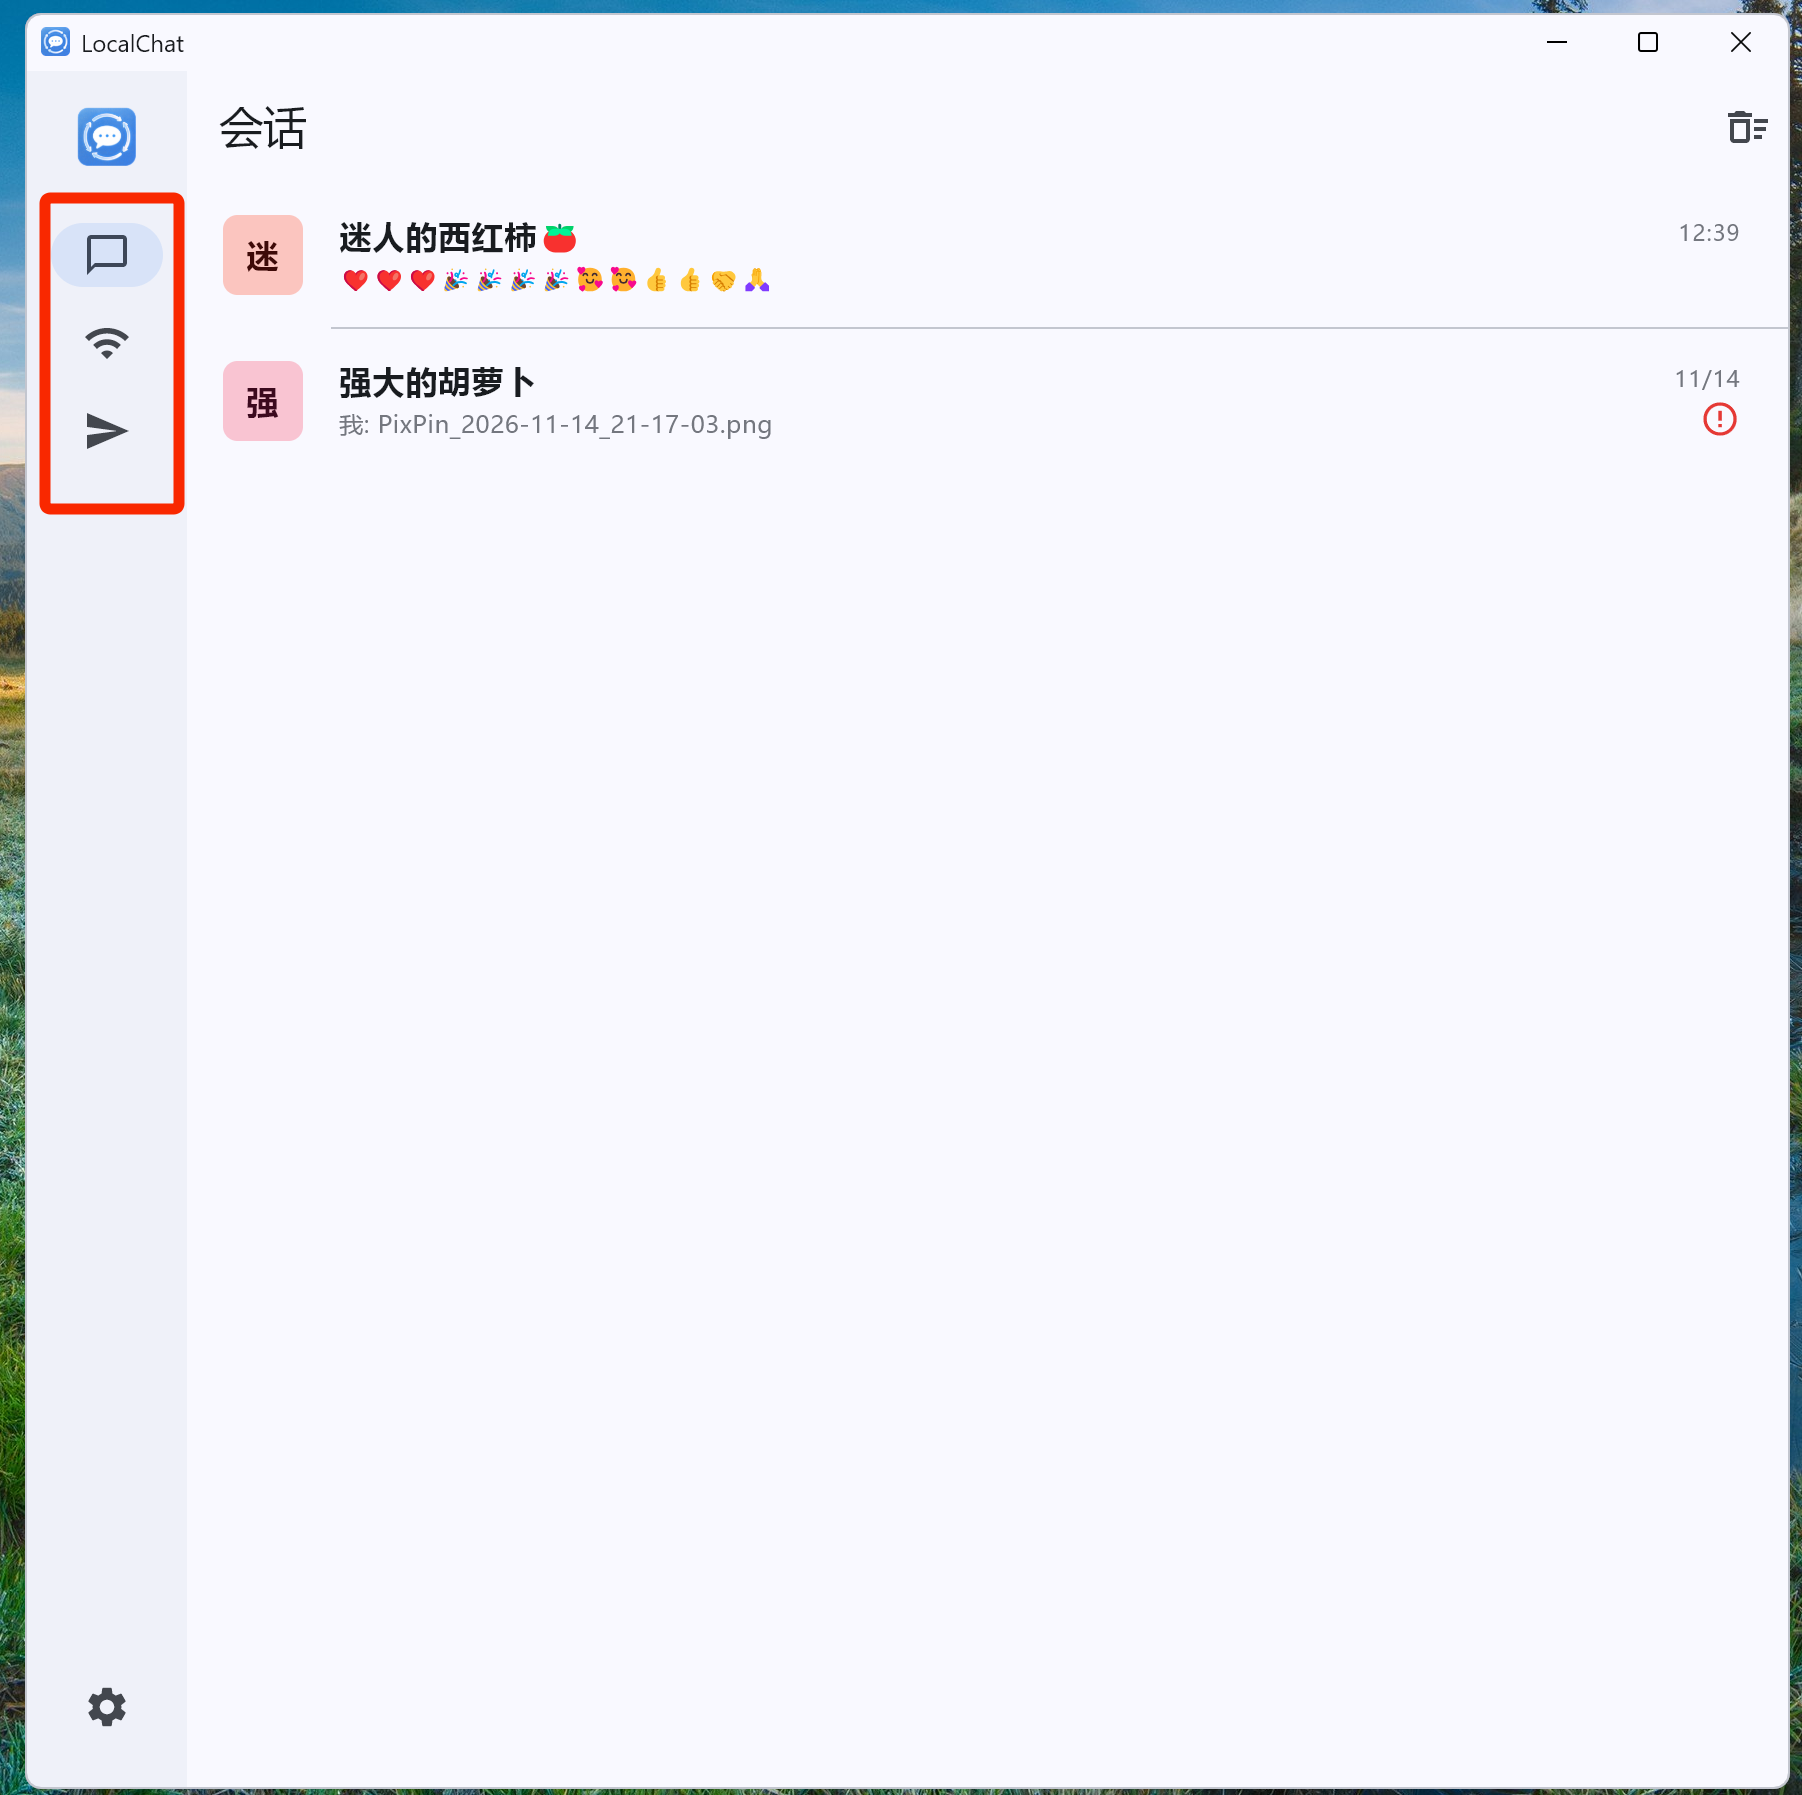 LocalChat
会话
迷
迷人的西红柿🍅
12:39
❤️❤️❤️🎉🎉🎉🎉🥰🥰👍👍🤝🙏
强
强大的胡萝卜
11/14
我: PixPin_2026-11-14_21-17-03.png